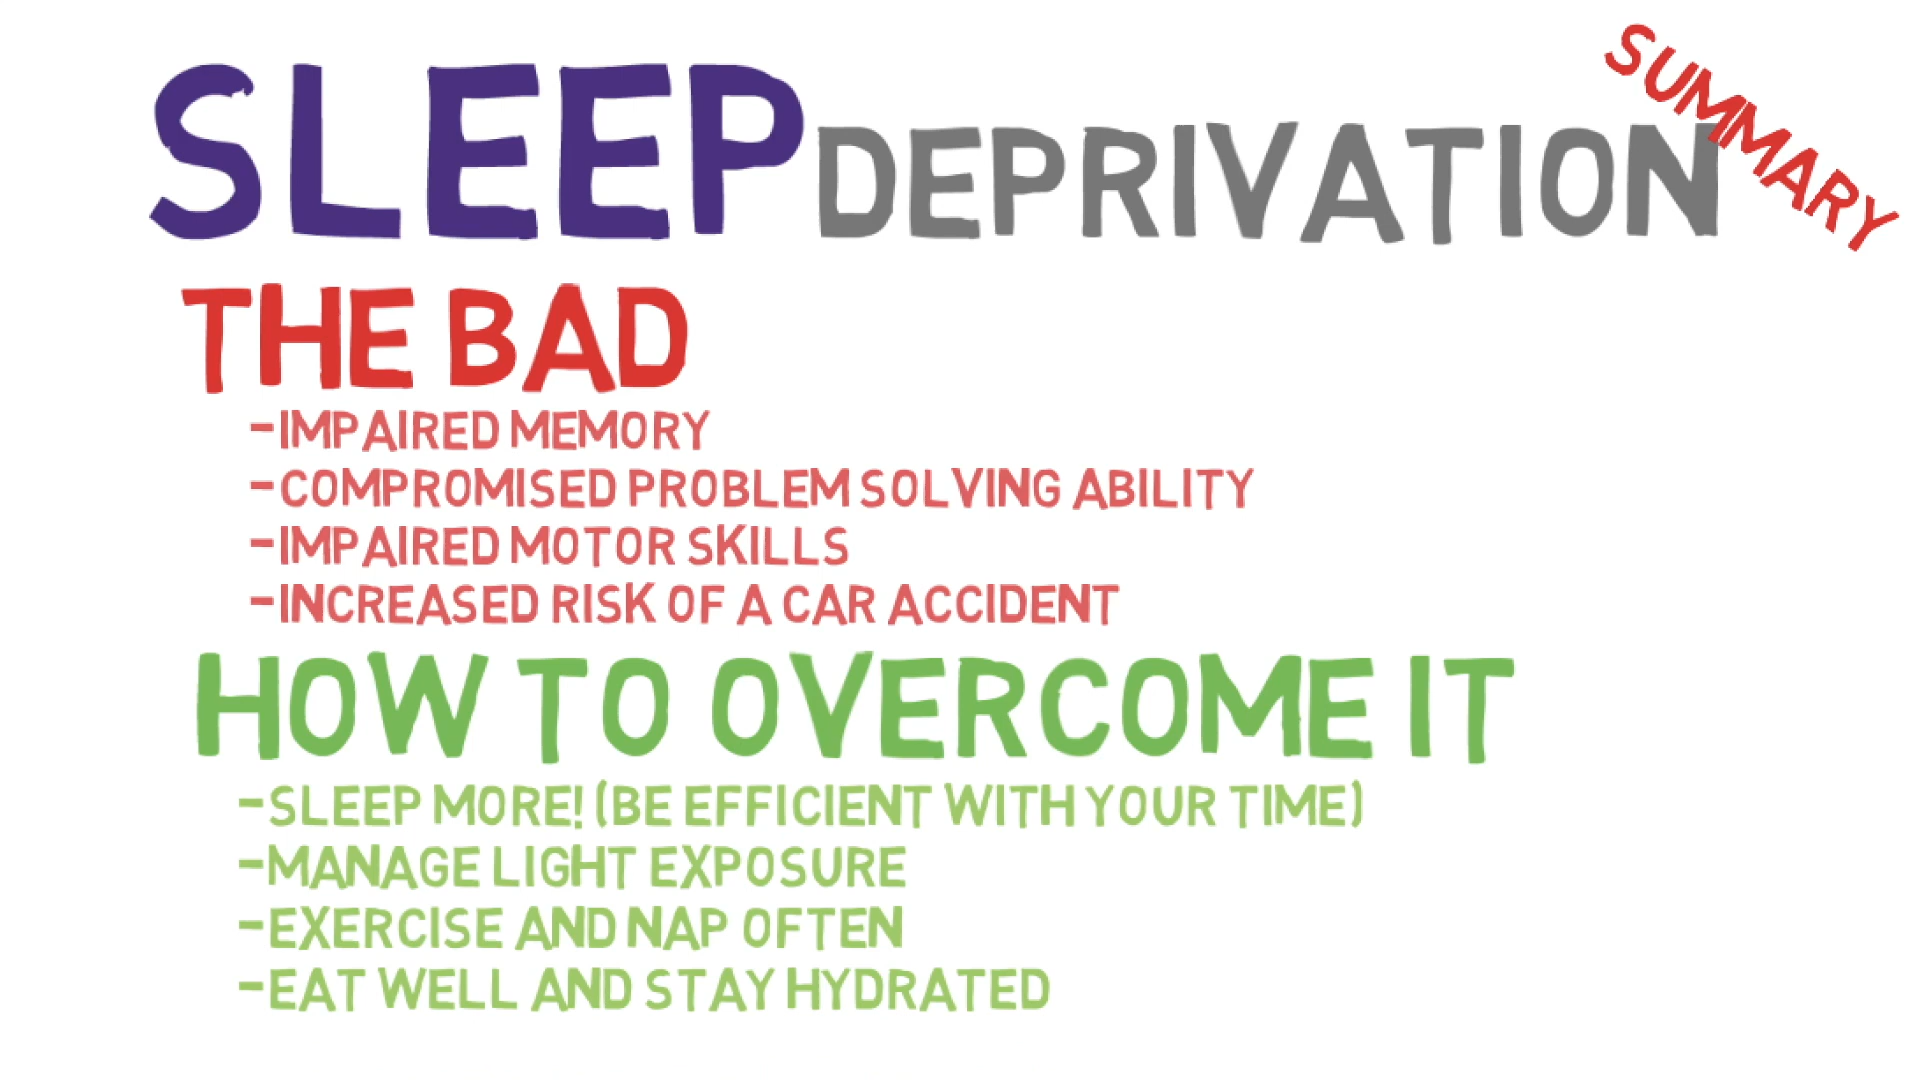 SUMMARY
SLEEP DEPRIVATION
THE BAD
-IMPAIRED MEMORY
-COMPROMISED PROBLEM SOLVING ABILITY
-IMPAIRED MOTOR SKILLS
-INCREASED RISK OF A CAR ACCIDENT
HOW TO OVERCOME IT
-SLEEP MORE! (BE EFFICIENT WITH YOUR TIME)
-MANAGE LIGHT EXPOSURE
-EXERCISE AND NAP OFTEN
-EAT WELL AND STAY HYDRATED